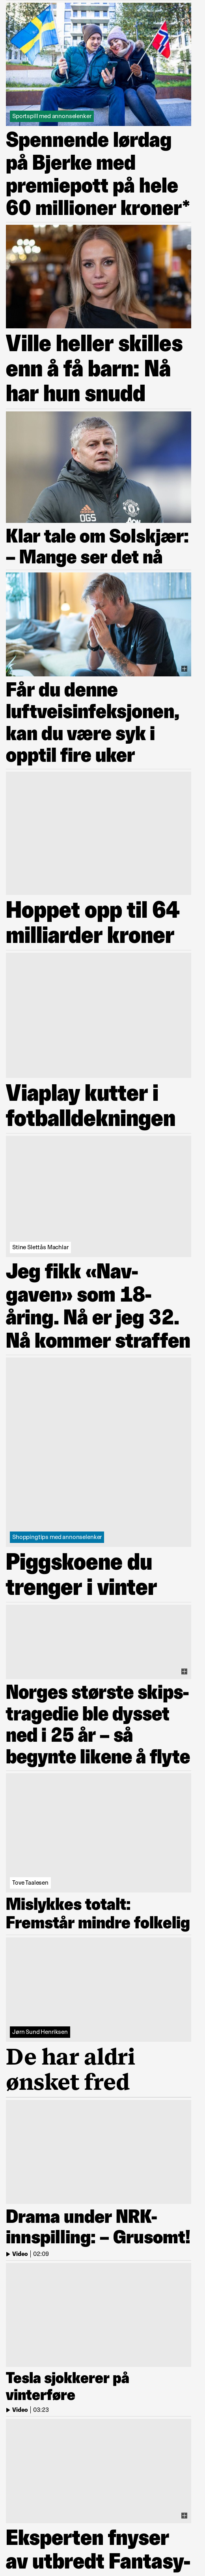 Sportspill med annonselenker
Spennende lørdag
på Bjerke med
premiepott på hele
60 millioner kroner*
Ville heller skilles
enn å få barn: Nå
har hun snudd
OGS
AON
Klar tale om Solskjær:
– Mange ser det nå
Får du denne
luftveisinfeksjonen,
kan du være syk i
opptil fire uker
Hoppet opp til 64
milliarder kroner
Viaplay kutter i
fotballdekningen
Stine Slettås Machlar
Jeg fikk «Nav-
gaven» som 18-
åring. Nå er jeg 32.
Nå kommer straffen
Shoppingtips med annonselenker
Piggskoene du
trenger i vinter
Norges største skips-
tragedie ble dysset
ned i 25 år – så
begynte likene å flyte
Tove Taalesen
Mislykkes totalt:
Fremstår mindre folkelig
Jørn Sund Henriksen
De har aldri
ønsket fred
Drama under NRK-
innspilling: – Grusomt!
Video | 02:09
Tesla sjokkerer på
vinterføre
Video | 03:23
Eksperten fnyser
av utbredt Fantasy-